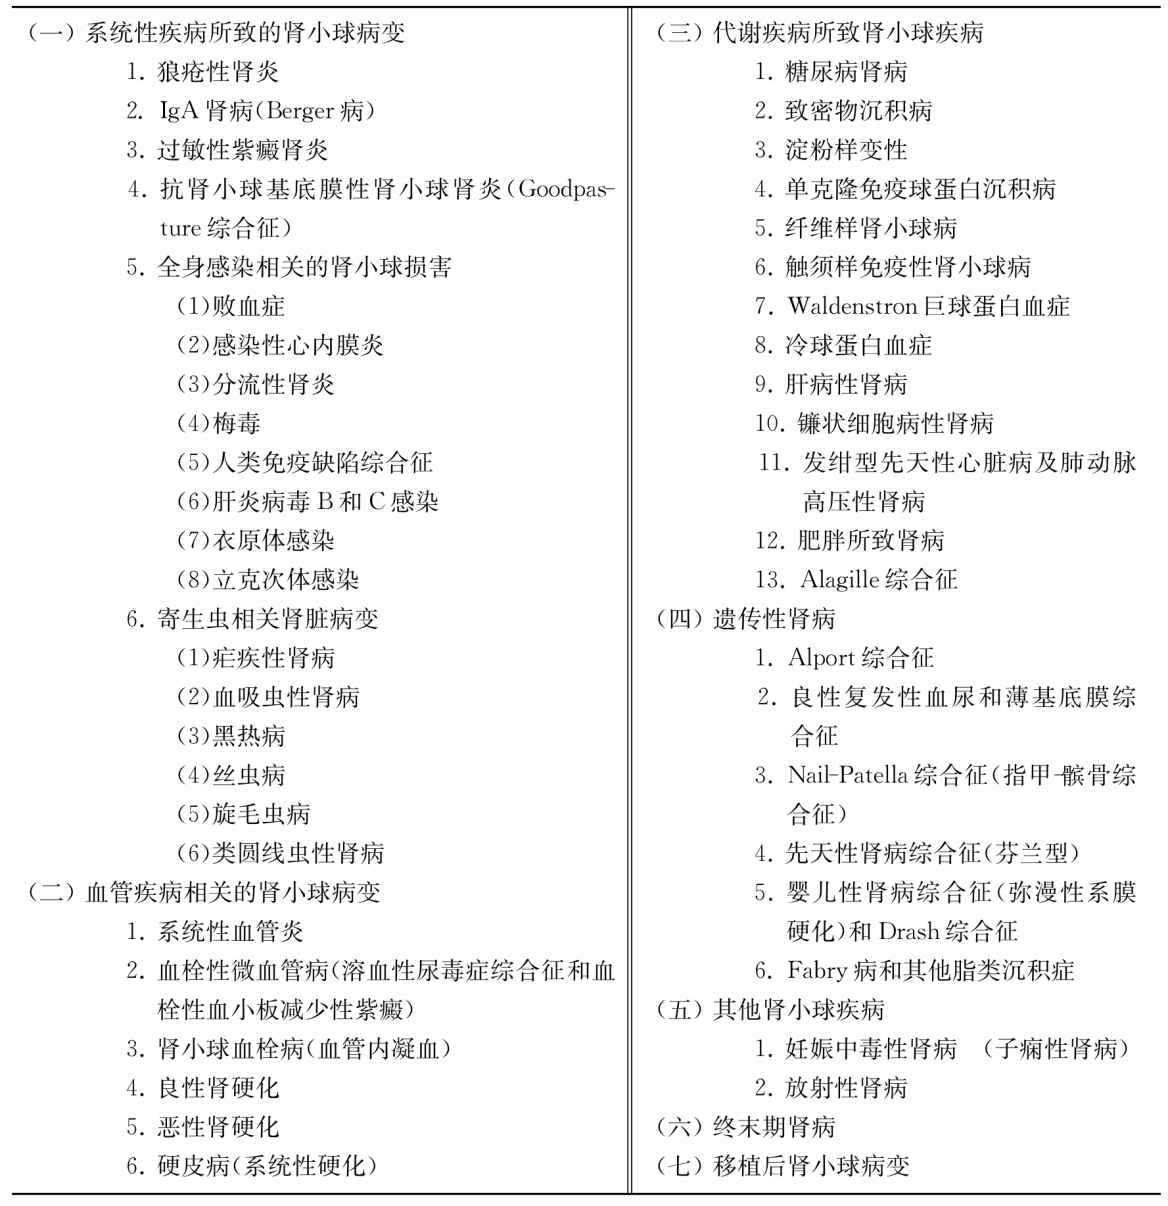 （一）系统性疾病所致的肾小球病变
1. 狼疮性肾炎
2. IgA 肾病(Berger 病)
3. 过敏性紫癜肾炎
4. 抗肾小球基底膜性肾小球肾炎(Goodpas-
ture 综合征)
5. 全身感染相关的肾小球损害
(1)败血症
(2)感染性心内膜炎
(3)分流性肾炎
(4)梅毒
(5)人类免疫缺陷综合征
(6)肝炎病毒 B 和 C 感染
(7)衣原体感染
(8)立克次体感染
6. 寄生虫相关肾脏病变
(1)疟疾性肾病
(2)血吸虫性肾病
(3)黑热病
(4)丝虫病
(5)旋毛虫病
(6)类圆线虫性肾病
（二）血管疾病相关的肾小球病变
1. 系统性血管炎
2. 血栓性微血管病(溶血性尿毒症综合征和血
栓性血小板减少性紫癜)
3. 肾小球血栓病(血管内凝血)
4. 良性肾硬化
5. 恶性肾硬化
6. 硬皮病(系统性硬化)
（三）代谢疾病所致肾小球疾病
1. 糖尿病肾病
2. 致密物沉积病
3. 淀粉样变性
4. 单克隆免疫球蛋白沉积病
5. 纤维样肾小球病
6. 触须样免疫性肾小球病
7. Waldenstron 巨球蛋白血症
8. 冷球蛋白血症
9. 肝病性肾病
10. 镰状细胞病性肾病
11. 发绀型先天性心脏病及肺动脉
高压性肾病
12. 肥胖所致肾病
13. Alagille 综合征
（四）遗传性肾病
1. Alport 综合征
2. 良性复发性血尿和薄基底膜综
合征
3. Nail-Patella 综合征(指甲-髌骨综
合征)
4. 先天性肾病综合征(芬兰型)
5. 婴儿性肾病综合征(弥漫性系膜
硬化)和 Drash 综合征
6. Fabry 病和其他脂类沉积症
（五）其他肾小球疾病
1. 妊娠中毒性肾病 (子痫性肾病)
2. 放射性肾病
（六）终末期肾病
（七）移植后肾小球病变